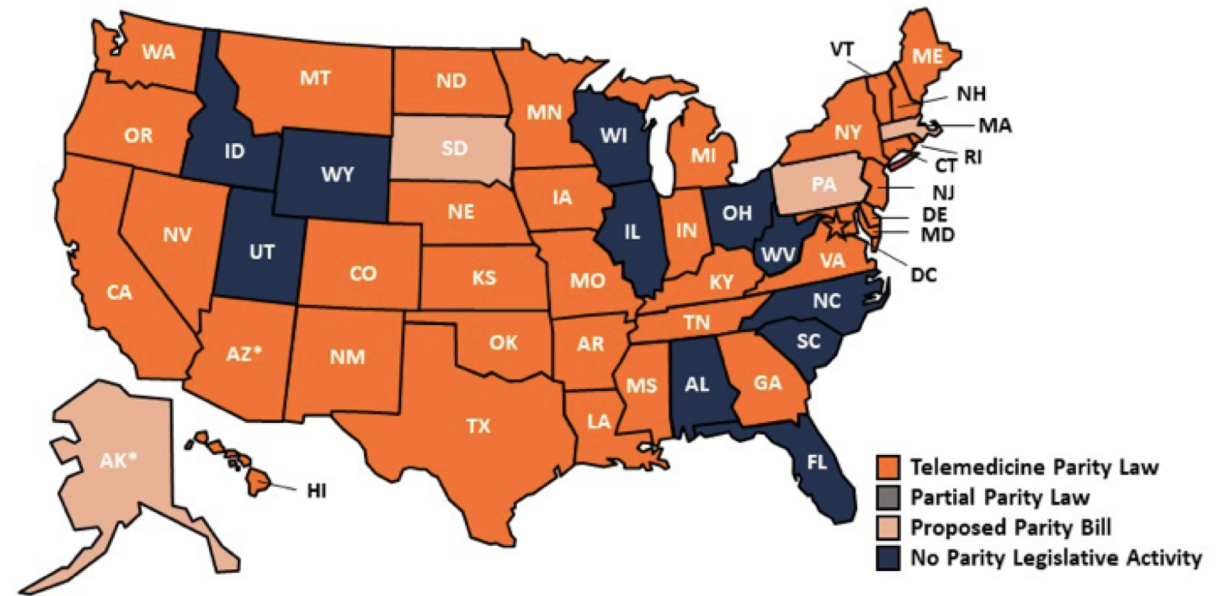 VT
ME
WA
MT
ND
MN
NH
MA
OR
ID
WY
SD
WI
MI
NY
RI
CT
NJ
PA
NE
IA
DE
MD
NV
UT
CO
KS
MO
IL
IN
OH
WV
VA
DC
KY
CA
NC
TN
AZ*
NM
OK
AR
SC
MS
AL
GA
TX
LA
FL
AK*
HI
Telemedicine Parity Law
Partial Parity Law
Proposed Parity Bill
No Parity Legislative Activity